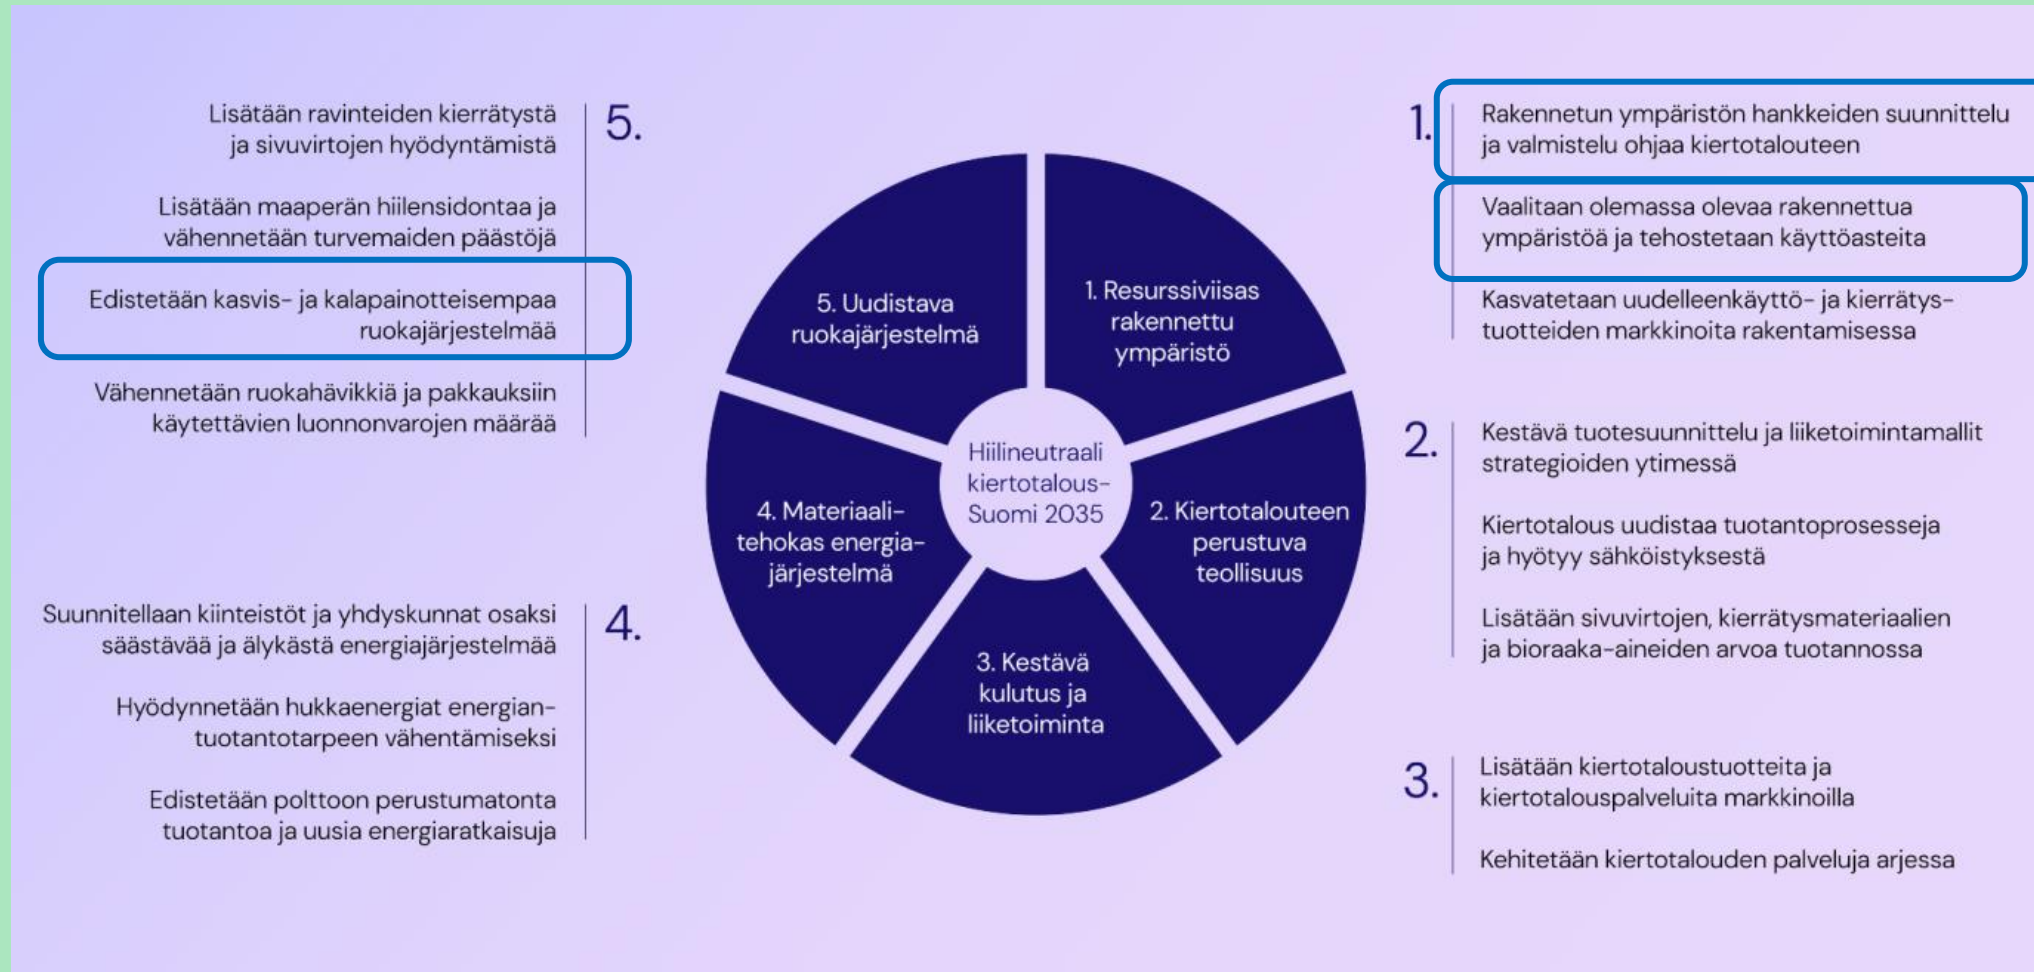 Lisätään ravinteiden kierrätystä
ja sivuvirtojen hyödyntämistä
Lisätään maaperän hiilensidontaa ja
vähennetään turvemaiden päästöjä
Edistetään kasvis- ja kalapainotteisempaa
ruokajärjestelmää
Vähennetään ruokahävikkiä ja pakkauksiin
käytettävien luonnonvarojen määrää
5.
Suunnitellaan kiinteistöt ja yhdyskunnat osaksi
säästävää ja älykästä energiajärjestelmää
Hyödynnetään hukkaenergiat energian-
tuotantotarpeen vähentämiseksi
Edistetään polttoon perustumatonta
tuotantoa ja uusia energiaratkaisuja
4.
5. Uudistava
ruokajärjestelmä
1. Resurssiviisas
rakennettu
ympäristö
Hiilineutraali
kiertotalous-
Suomi 2035
4. Materiaali-
tehokas energia-
järjestelmä
2. Kiertotalouteen
perustuva
teollisuus
3. Kestävä
kulutus ja
liiketoiminta
1.
Rakennetun ympäristön hankkeiden suunnittelu
ja valmistelu ohjaa kiertotalouteen
Vaalitaan olemassa olevaa rakennettua
ympäristöä ja tehostetaan käyttöasteita
Kasvatetaan uudelleenkäyttö- ja kierrätys-
tuotteiden markkinoita rakentamisessa
2.
Kestävä tuotesuunnittelu ja liiketoimintamallit
strategioiden ytimessä
Kiertotalous uudistaa tuotantoprosesseja
ja hyötyy sähköistyksestä
Lisätään sivuvirtojen, kierrätysmateriaalien
ja bioraaka-aineiden arvoa tuotannossa
3.
Lisätään kiertotaloustuotteita ja
kiertotalouspalveluita markkinoilla
Kehitetään kiertotalouden palveluja arjessa